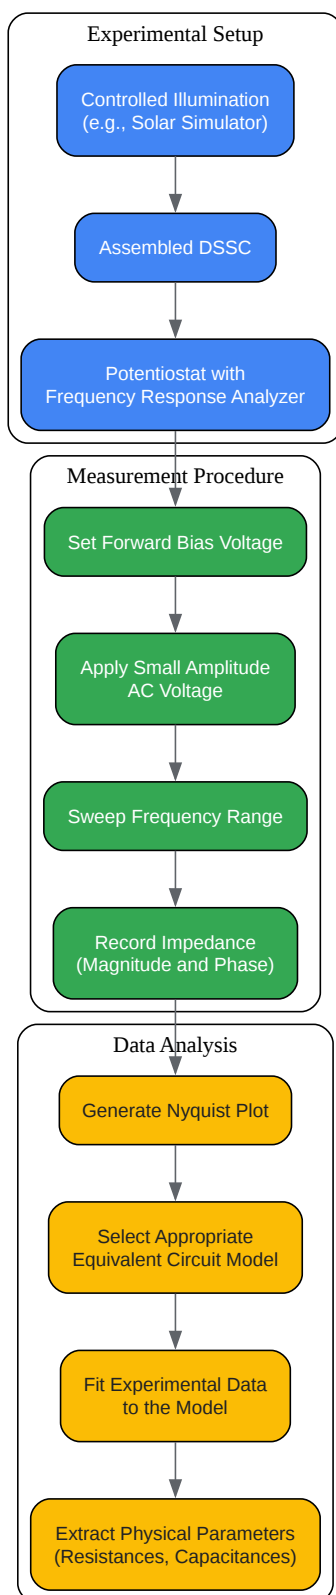 Experimental Setup
Controlled Illumination
(e.g., Solar Simulator)
Assembled DSSC
Potentiostat with
Frequency Response Analyzer
Measurement Procedure
Set Forward Bias Voltage
Apply Small Amplitude
AC Voltage
Sweep Frequency Range
Record Impedance
(Magnitude and Phase)
Data Analysis
Generate Nyquist Plot
Select Appropriate
Equivalent Circuit Model
Fit Experimental Data
to the Model
Extract Physical Parameters
(Resistances, Capacitances)